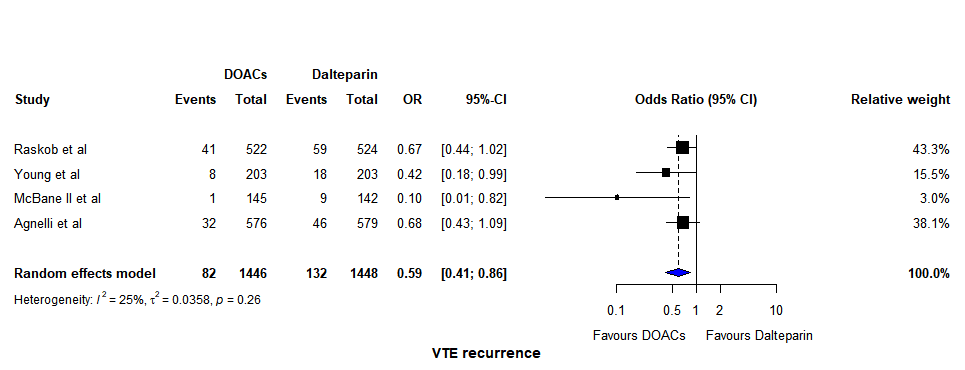 DOACs Dalteparin
Study Events Total Events Total OR 95%-CI Odds Ratio (95% CI) Relative weight
Raskob et al 41 522 59 524 0.67 [0.44; 1.02] 43.3%
Young et al 8 203 18 203 0.42 [0.18; 0.99] 15.5%
McBane II et al 1 145 9 142 0.10 [0.01; 0.82] 3.0%
Agnelli et al 32 576 46 579 0.68 [0.43; 1.09] 38.1%
Random effects model 82 1446 132 1448 0.59 [0.41; 0.86] 100.0%
Heterogeneity: I² = 25%, τ² = 0.0358, p = 0.26
0.1 0.5 1 2 10
Favours DOACs Favours Dalteparin
VTE recurrence